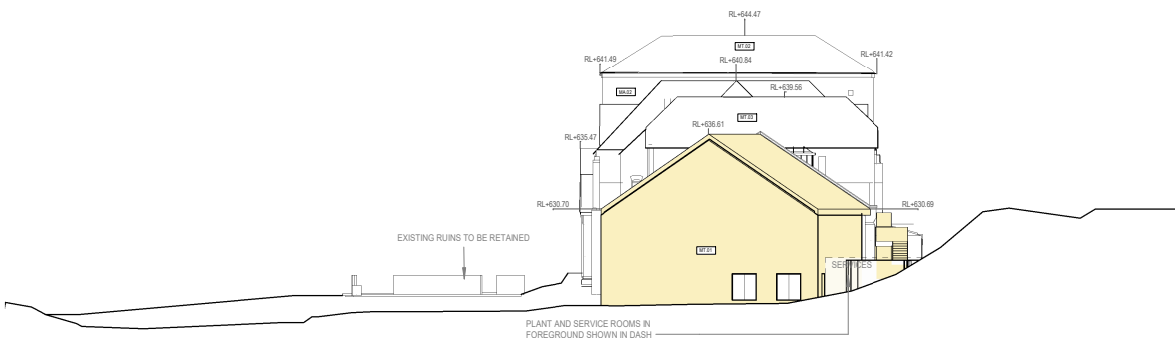 RL+644.47
MT.02
RL+641.49
RL+641.42
RL+640.84
MA.02
RL+639.56
MT.03
RL+636.61
RL+635.47
RL+630.70
RL+630.69
EXISTING RUINS TO BE RETAINED
MT.01
SERVICES
PLANT AND SERVICE ROOMS IN
FOREGROUND SHOWN IN DASH